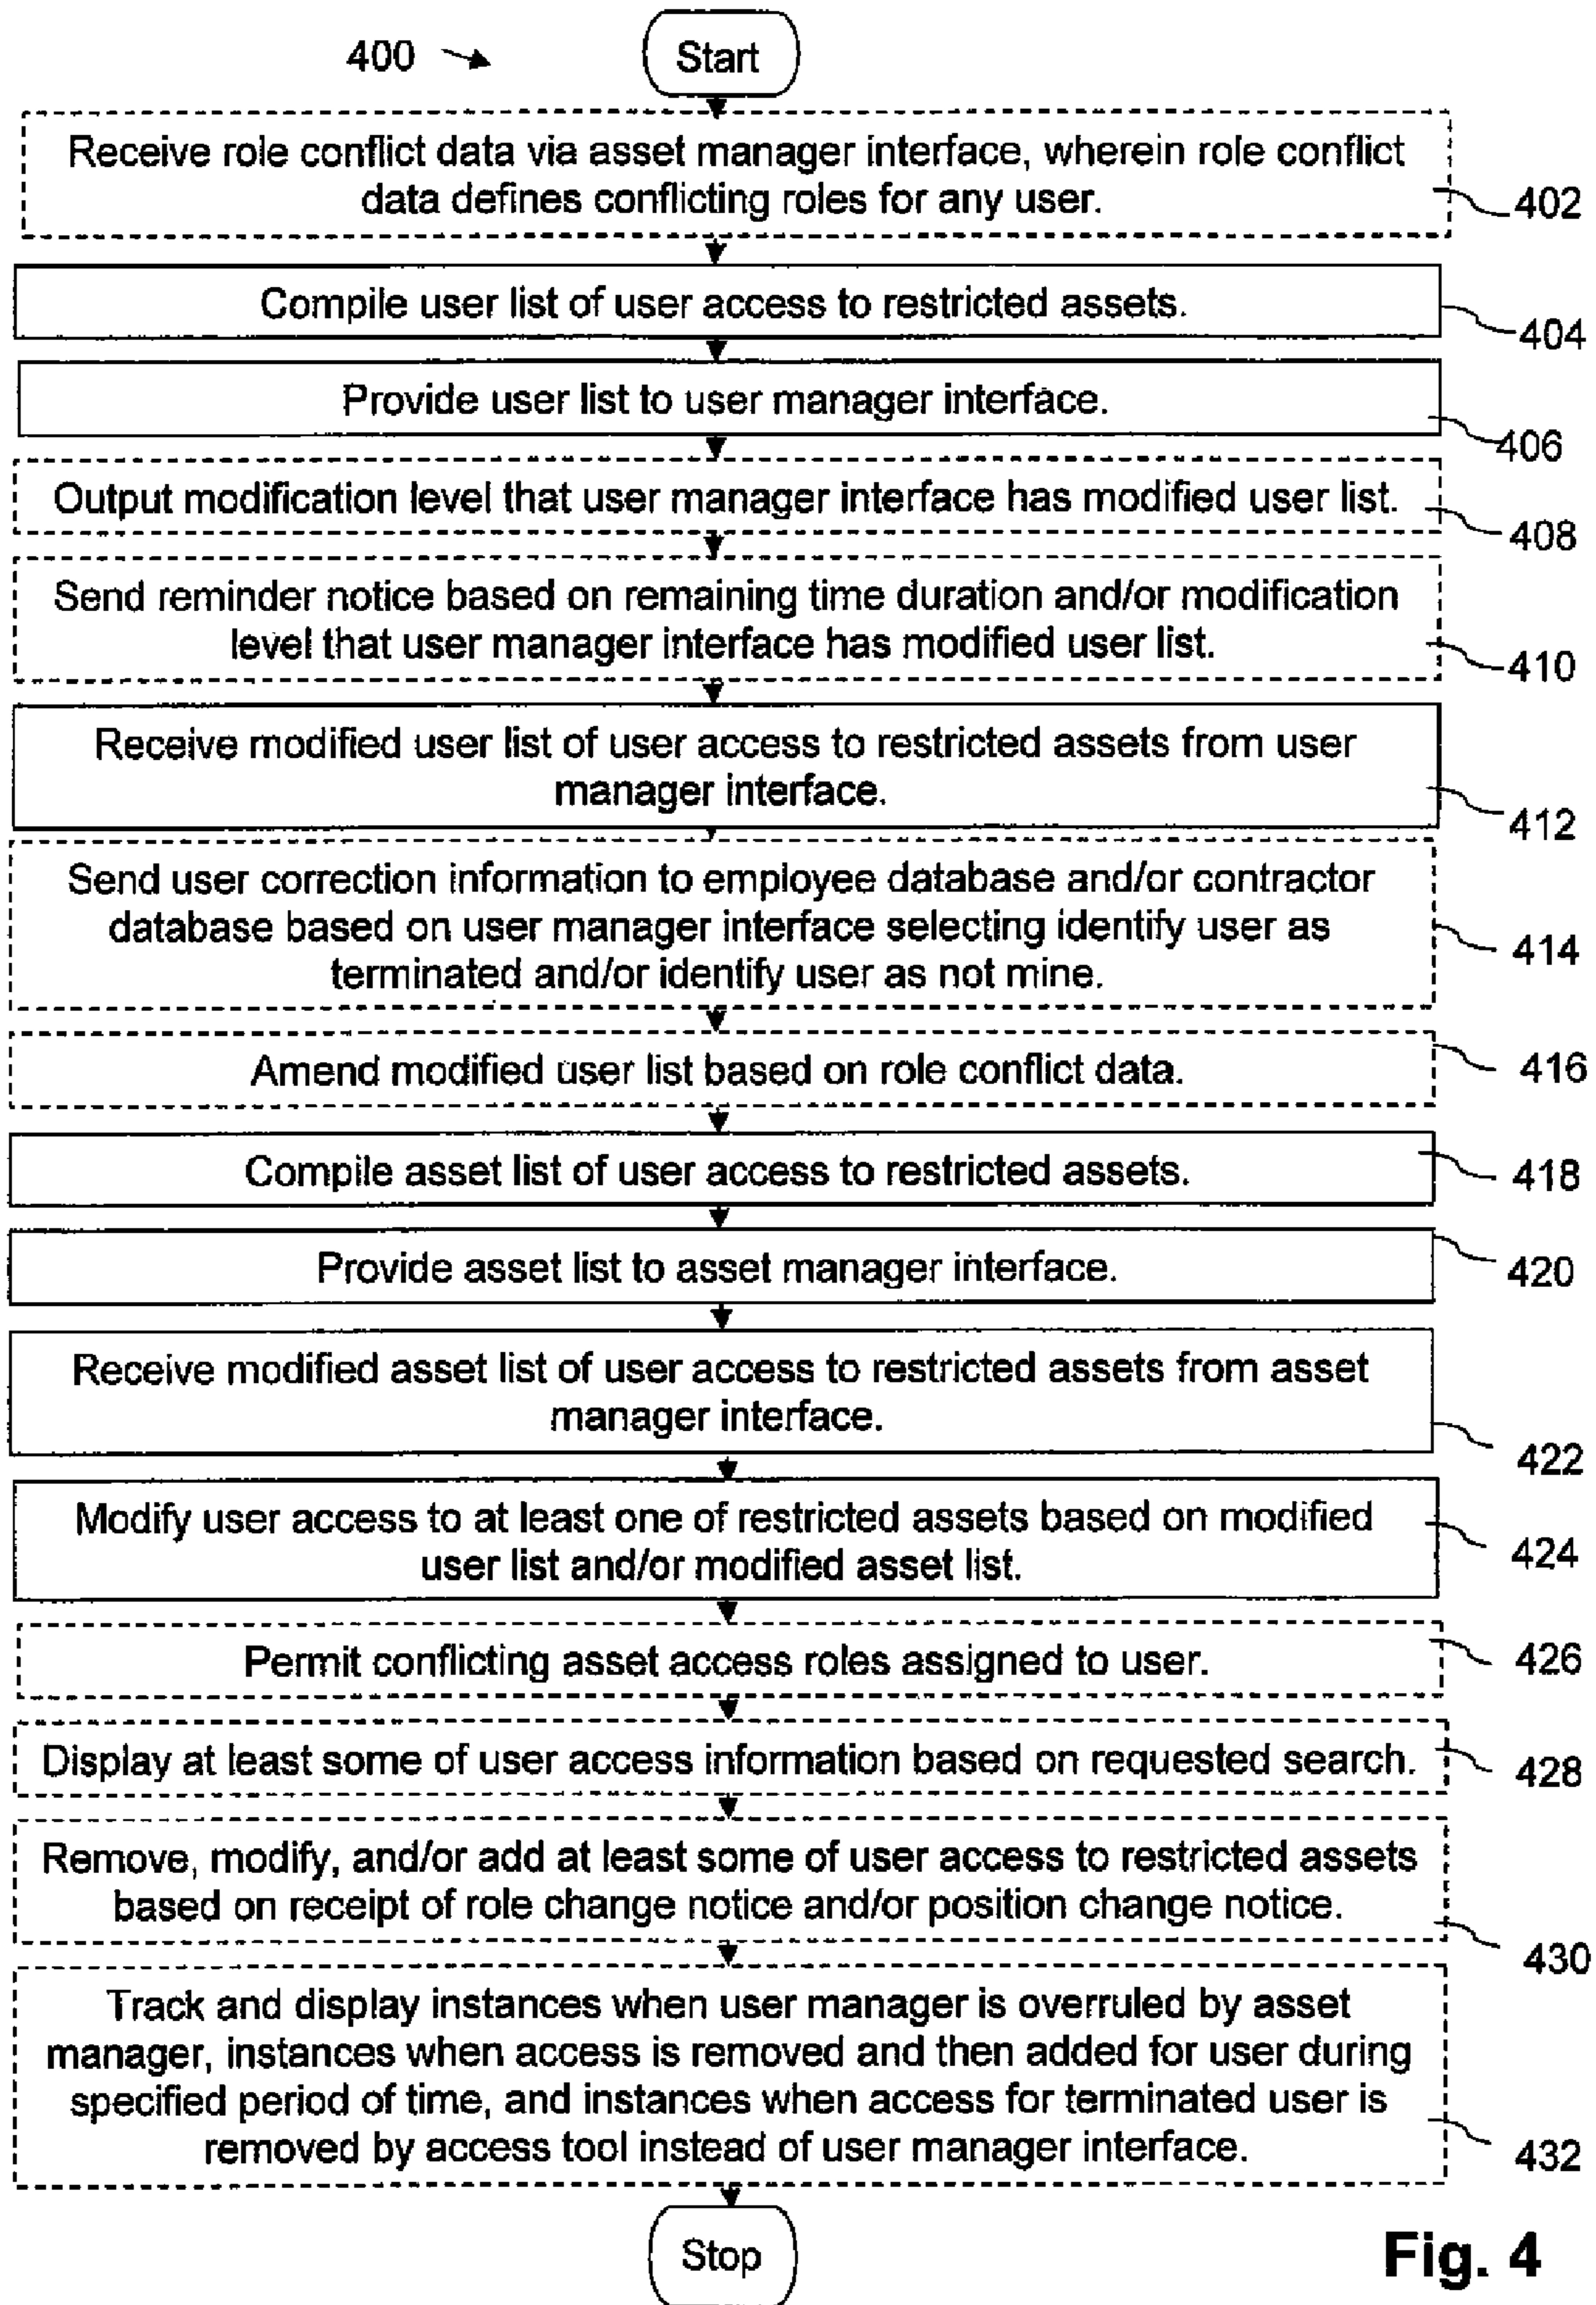 400
Start
Receive role conflict data via asset manager interface, wherein role conflict
data defines conflicting roles for any user.
402
Compile user list of user access to restricted assets.
404
Provide user list to user manager interface.
406
Output modification level that user manager interface has modified user list.
408
Send reminder notice based on remaining time duration and/or modification
level that user manager interface has modified user list.
410
Receive modified user list of user access to restricted assets from user
manager interface.
412
Send user correction information to employee database and/or contractor
database based on user manager interface selecting identify user as
terminated and/or identify user as not mine.
414
Amend modified user list based on role conflict data.
416
Compile asset list of user access to restricted assets.
418
Provide asset list to asset manager interface.
420
Receive modified asset list of user access to restricted assets from asset
manager interface.
422
Modify user access to at least one of restricted assets based on modified
user list and/or modified asset list.
424
Permit conflicting asset access roles assigned to user.
426
Display at least some of user access information based on requested search.
428
Remove, modify, and/or add at least some of user access to restricted assets
based on receipt of role change notice and/or position change notice.
430
Track and display instances when user manager is overruled by asset
manager, instances when access is removed and then added for user during
specified period of time, and instances when access for terminated user is
removed by access tool instead of user manager interface.
432
Stop
Fig. 4